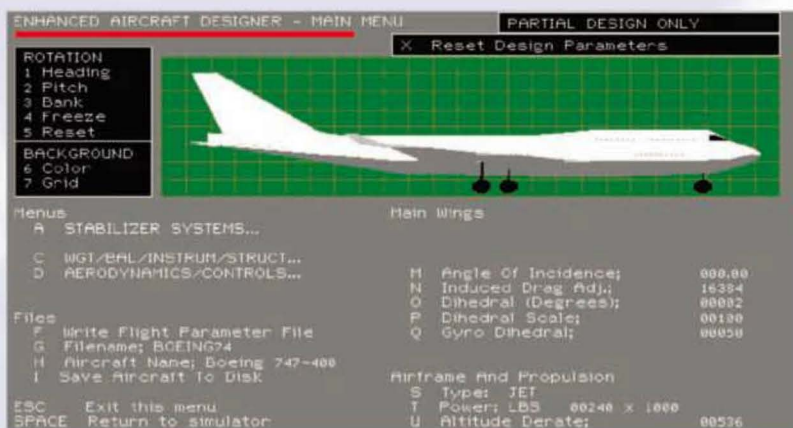 ENHANCED AIRCRAFT DESIGNER - MAIN MENU
PARTIAL DESIGN ONLY
X Reset Design Parameters
ROTATION
1 Heading
2 Pitch
3 Bank
4 Freeze
5 Reset
BACKGROUND
6 Color
7 Grid
Menus
A STABILIZER SYSTEMS...
C WGT/BAL/INSTRUM/STRUCT...
D AERODYNAMICS/CONTROLS...
Files
F Write Flight Parameter File
G Filename; BOEING74
H Aircraft Name; Boeing 747-400
I Save Aircraft To Disk
ESC Exit this menu
SPACE Return to simulator
Main Wings
M Angle Of Incidence; 000.00
N Induced Drag Adj.; 16384
O Dihedral (Degrees); 00002
P Dihedral Scale; 00100
Q Gyro Dihedral; 00050
Airframe And Propulsion
S Type: JET
T Power; LBS 00240 x 1000
U Altitude Derate; 00536